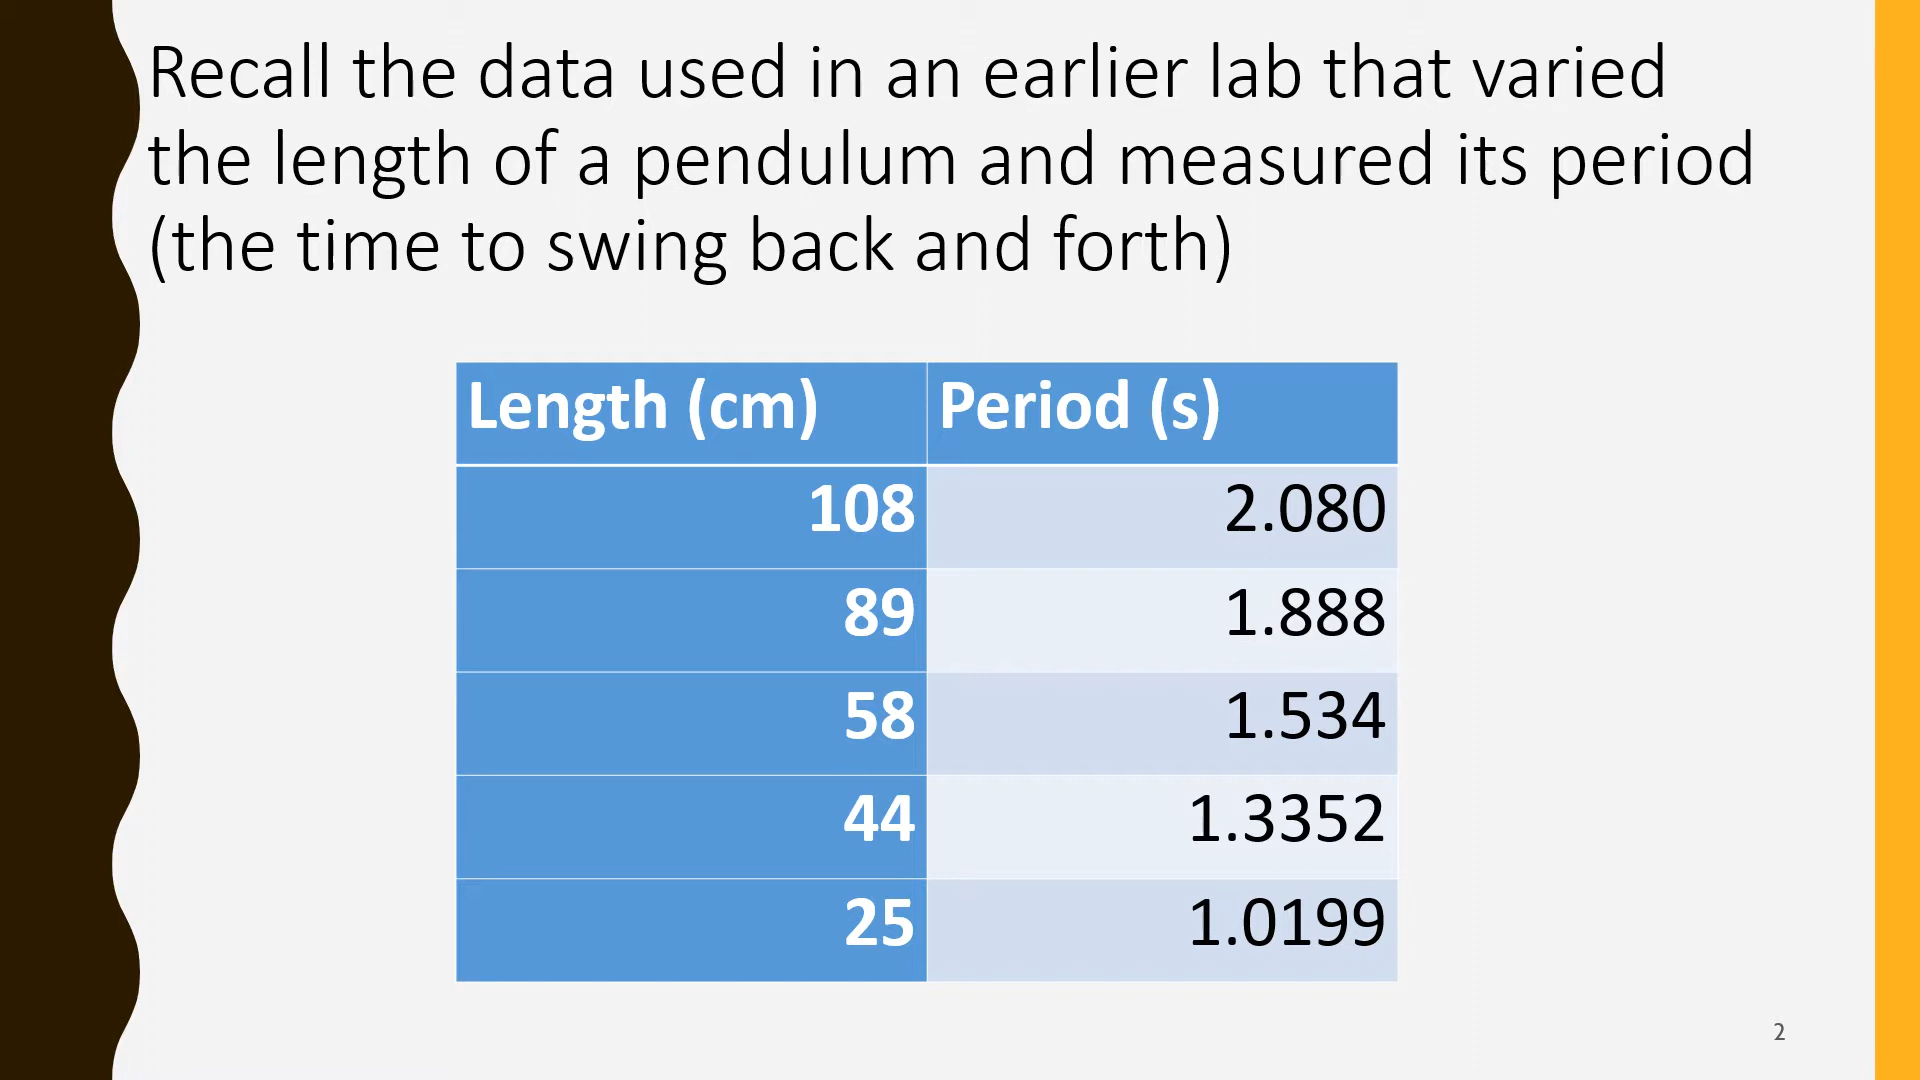 Recall the data used in an earlier lab that varied
the length of a pendulum and measured its period
(the time to swing back and forth)
Length (cm) Period (s)
108 2.080
89 1.888
58 1.534
44 1.3352
25 1.0199
2